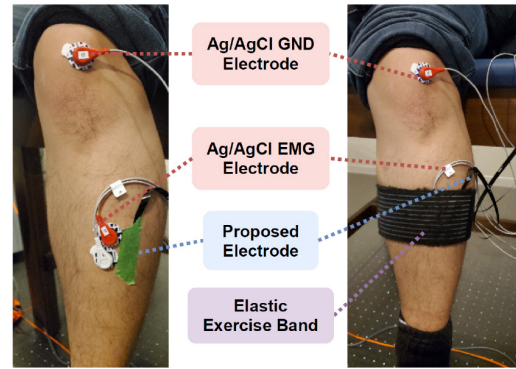 Ag/AgCl GND
Electrode
Ag/AgCl EMG
Electrode
Proposed
Electrode
Elastic
Exercise Band